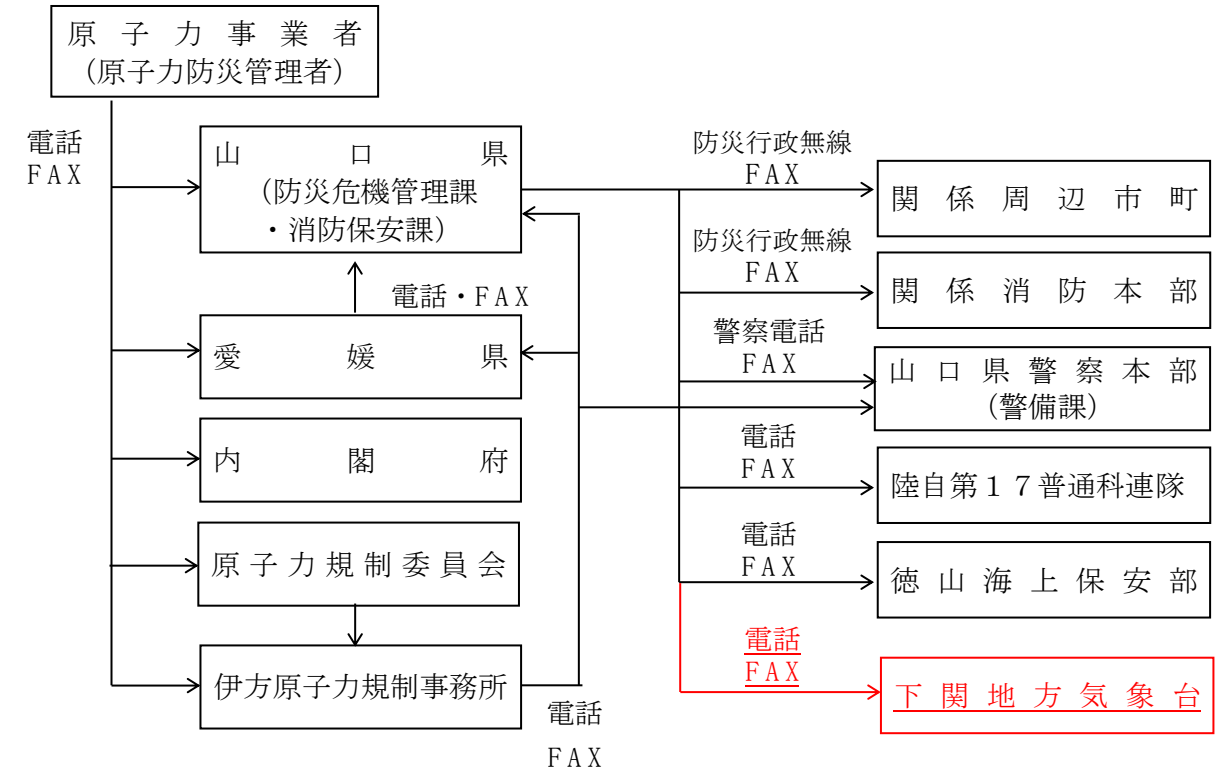 原子力事業者
（原子力防災管理者）
電話
FAX
山口県
（防災危機管理課
・消防保安課）
電話・FAX
愛媛県
内閣府
原子力規制委員会
伊方原子力規制事務所
電話
FAX
防災行政無線
FAX
関係周辺市町
防災行政無線
FAX
関係消防本部
警察電話
FAX
山口県警察本部
（警備課）
電話
FAX
陸自第１７普通科連隊
電話
FAX
徳山海上保安部
電話
FAX
下関地方気象台